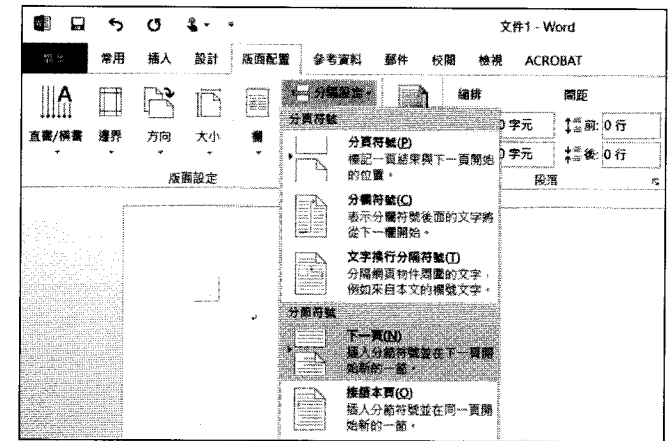 文件1 - Word
常用 插入 設計 版面配置 參考資料 郵件 校閱 檢視 ACROBAT
直書/橫書 邊界 方向 大小 欄
分隔設定
縮排 間距
0 字元 前: 0 行
0 字元 後: 0 行
版面設定 段落
分頁符號
分頁符號(P)
標記一頁結束與下一頁開始
的位置。
分欄符號(C)
表示分欄符號後面的文字將
從下一欄開始。
文字換行分隔符號(T)
分隔網頁物件周圍的文字，
例如來自本文的標號文字。
分節符號
下一頁(N)
插入分節符號並在下一頁開
始新的一節。
接續本頁(O)
插入分節符號並在同一頁開
始新的一節。